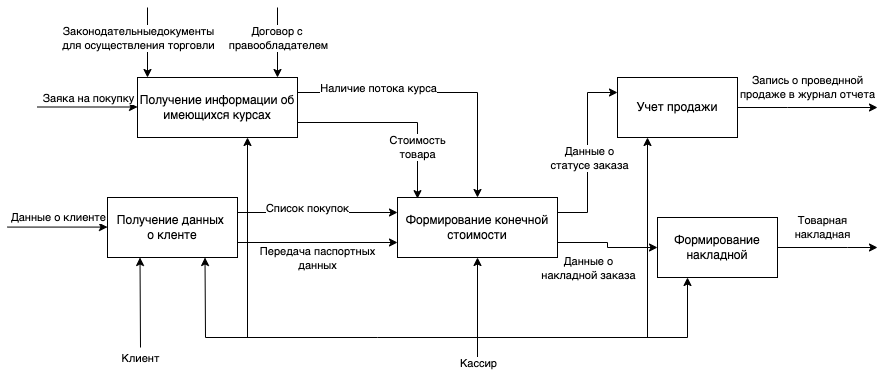 Законодательныедокументы
для осуществления торговли
Договор с
правообладателем
Заяка на покупку
Получение информации об
имеющихся курсах
Наличие потока курса
Стоимость
товара
Учет продажи
Запись о проведнной
продаже в журнал отчета
Данные о
статусе заказа
Данные о клиенте
Получение данных
о кленте
Список покупок
Передача паспортных
данных
Формирование конечной
стоимости
Данные о
накладной заказа
Формирование
накладной
Товарная
накладная
Клиент
Кассир